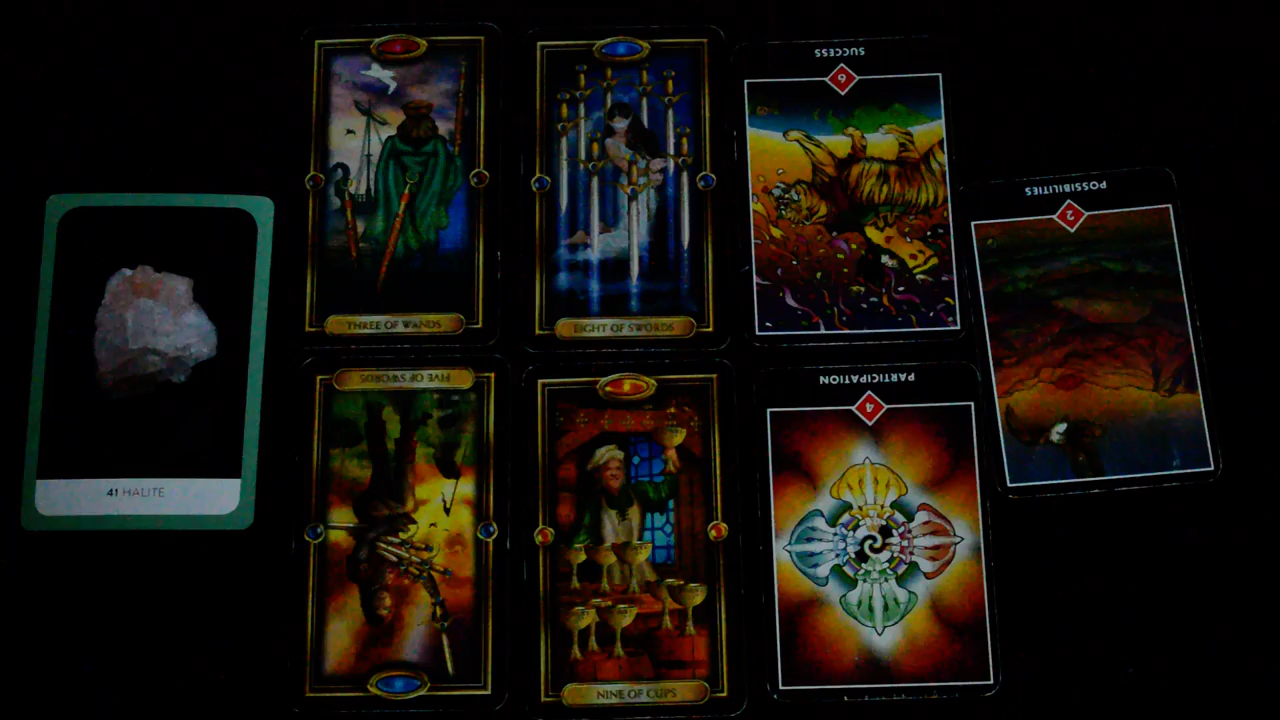 41 HALITE
THREE OF WANDS
EIGHT OF SWORDS
SUCCESS
6
POSSIBILITIES
2
FIVE OF SWORDS
NINE OF CUPS
PARTICIPATION
4